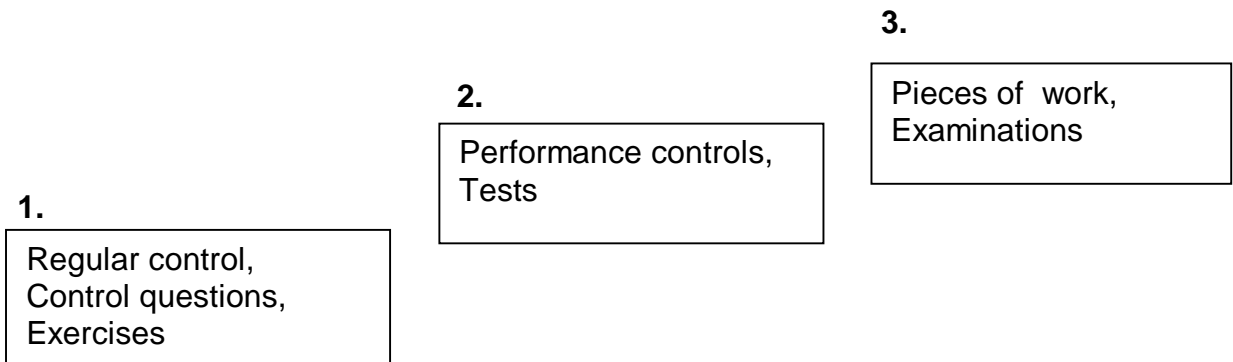 1.
Regular control,
Control questions,
Exercises
2.
Performance controls,
Tests
3.
Pieces of  work,
Examinations